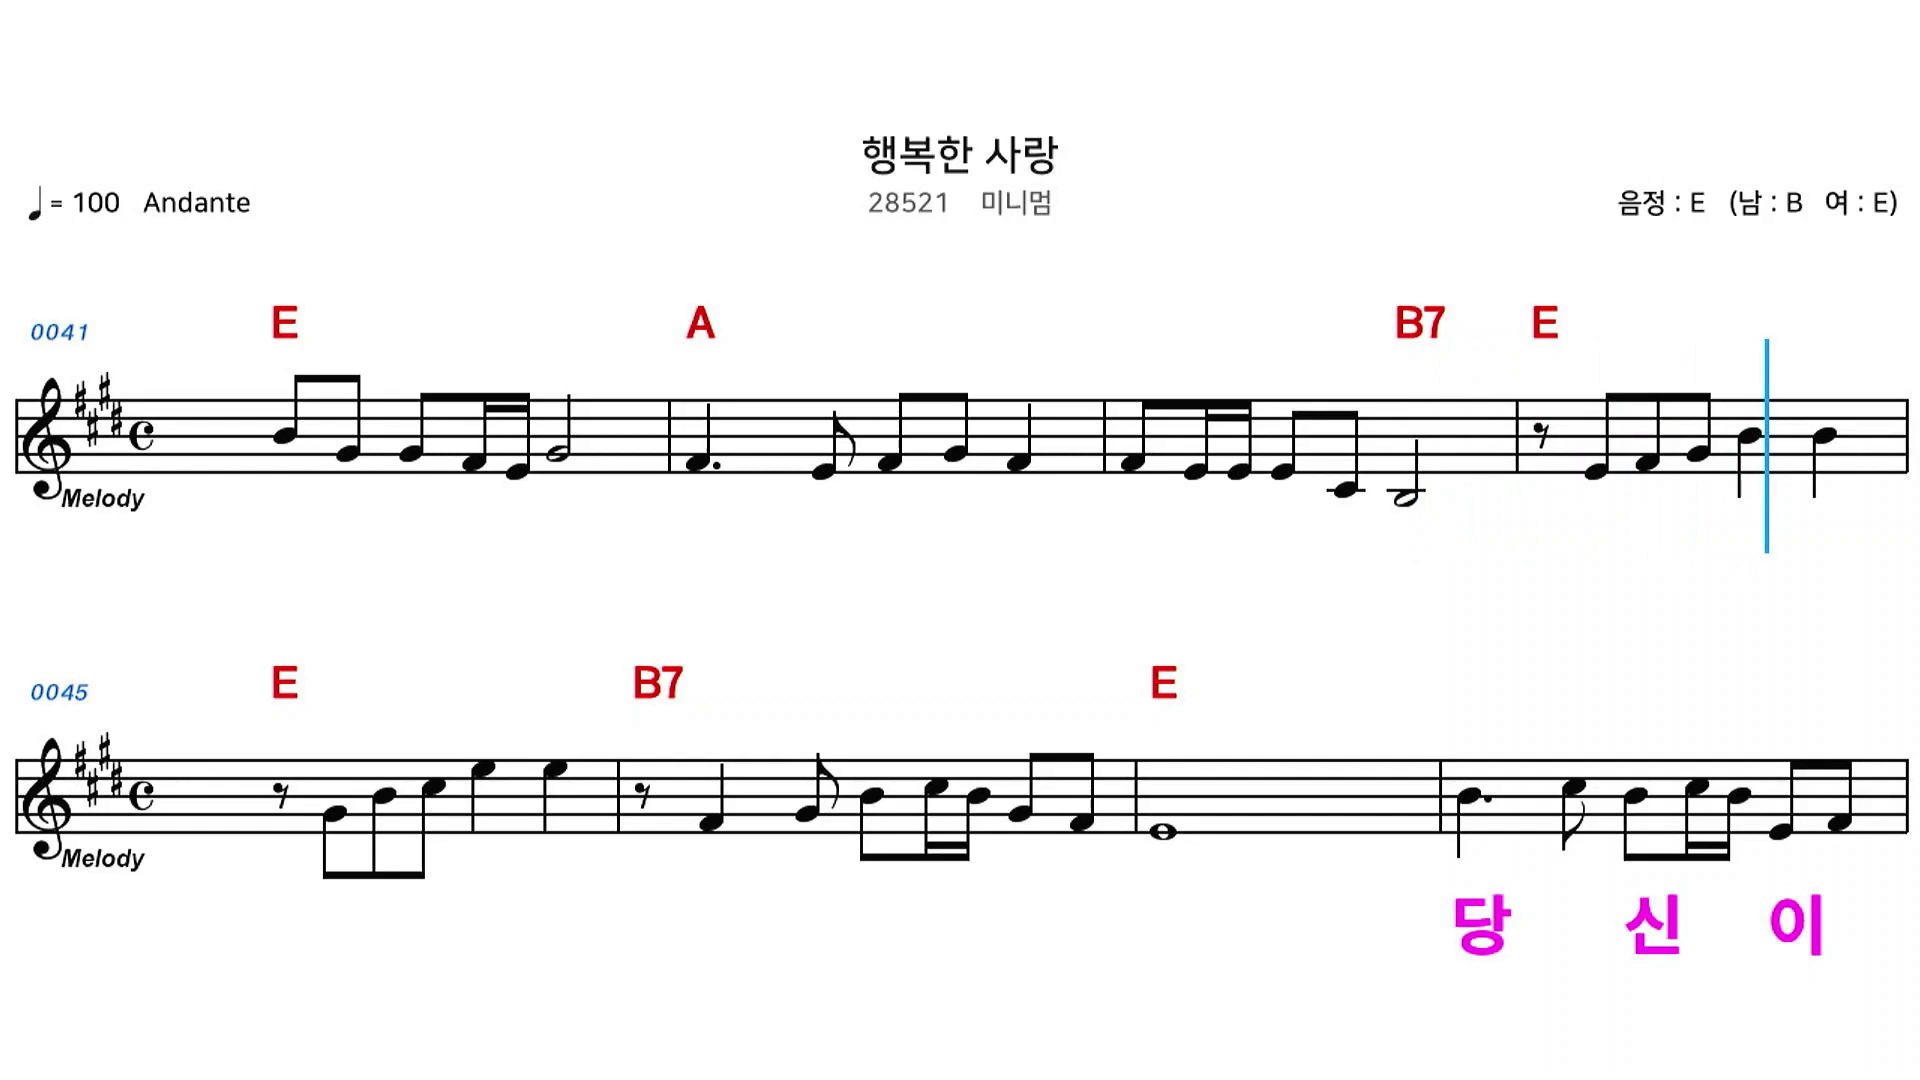 행복한 사랑
♩= 100 Andante
28521 미니멈
음정 : E (남 : B 여 : E)
0041 E A B7 E
Melody
0045 E B7 E
Melody
당 신 이